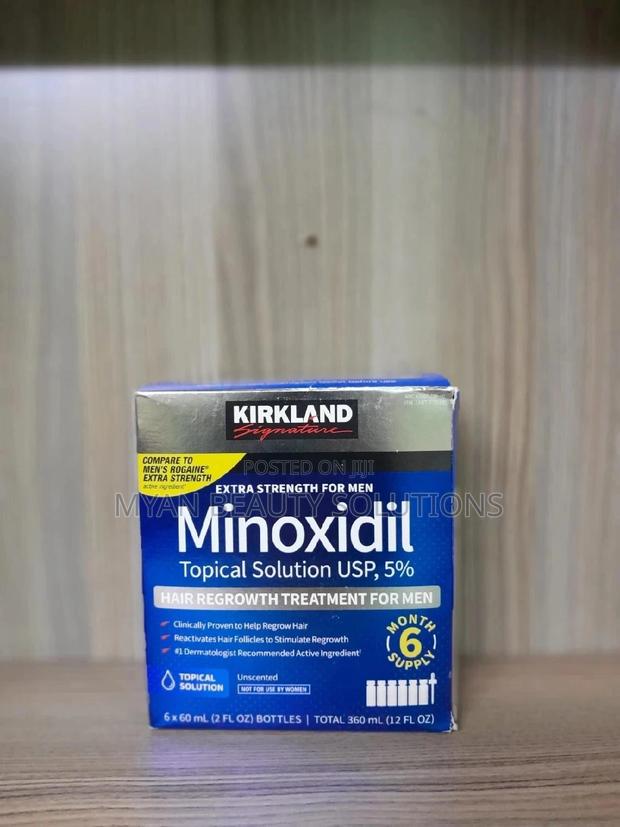 KIRKLAND
Signature
COMPARE TO
MEN'S ROGAINE®
EXTRA STRENGTH
active ingredient¹
POSTED ON JIJI
EXTRA STRENGTH FOR MEN
MYAN BEAUTY SOLUTIONS
Minoxidil
Topical Solution USP, 5%
HAIR REGROWTH TREATMENT FOR MEN
Clinically Proven to Help Regrow Hair
Reactivates Hair Follicles to Stimulate Regrowth
#1 Dermatologist Recommended Active Ingredient†
MONTH
6
SUPPLY
TOPICAL
SOLUTION
Unscented
NOT FOR USE BY WOMEN
6 x 60 mL (2 FL OZ) BOTTLES | TOTAL 360 mL (12 FL OZ)